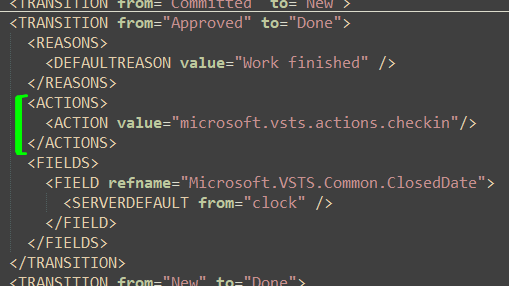 <TRANSITION from="Committed" to="New">
<TRANSITION from="Approved" to="Done">
<REASONS>
<DEFAULTREASON value="Work finished" />
</REASONS>
<ACTIONS>
<ACTION value="microsoft.vsts.actions.checkin"/>
</ACTIONS>
<FIELDS>
<FIELD refname="Microsoft.VSTS.Common.ClosedDate">
<SERVERDEFAULT from="clock" />
</FIELD>
</FIELDS>
</TRANSITION>
<TRANSITION from="New" to="Done">